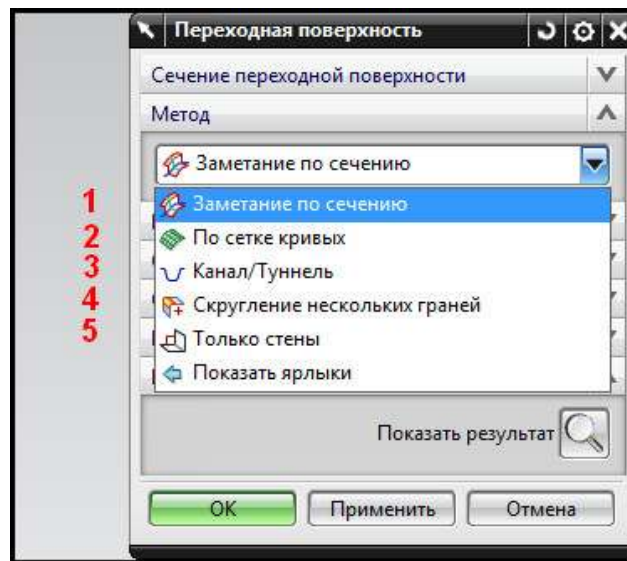 Переходная поверхность
Сечение переходной поверхности
Метод
Заметание по сечению
1 Заметание по сечению
2 По сетке кривых
3 Канал/Туннель
4 Скругление нескольких граней
5 Только стены
Показать ярлыки
Показать результат
ОК Применить Отмена